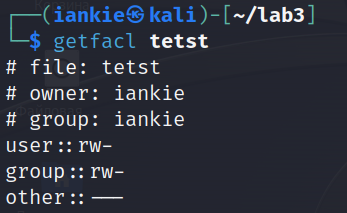 ┌──(iankie㉿kali)-[~/lab3]
└─$ getfacl tetst
# file: tetst
# owner: iankie
# group: iankie
user::rw-
group::rw-
other::---